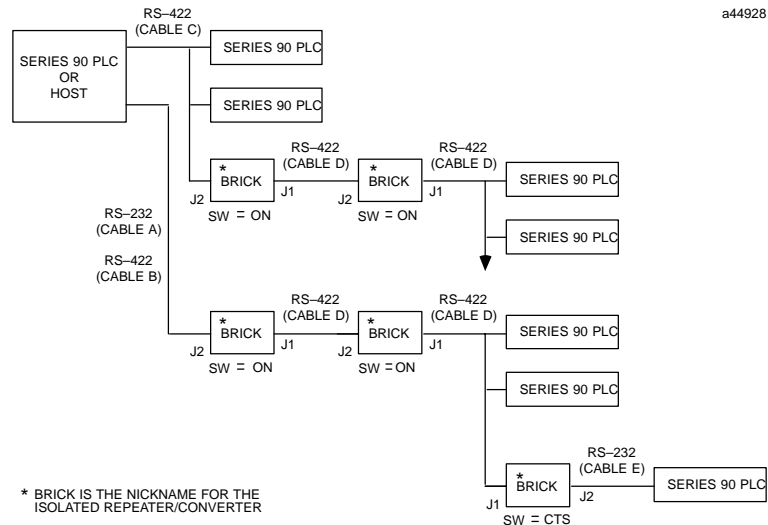 a44928
RS–422
(CABLE C)
SERIES 90 PLC
OR
HOST
SERIES 90 PLC
SERIES 90 PLC
RS–422
(CABLE D)
RS–422
(CABLE D)
* BRICK
* BRICK
SERIES 90 PLC
J2
J1
J2
J1
SW = ON
SW = ON
RS–232
(CABLE A)
SERIES 90 PLC
RS–422
(CABLE B)
RS–422
(CABLE D)
RS–422
(CABLE D)
* BRICK
* BRICK
SERIES 90 PLC
J2
J1
J2
J1
SW = ON
SW = ON
SERIES 90 PLC
RS–232
(CABLE E)
* BRICK
SERIES 90 PLC
J1
J2
SW = CTS
* BRICK IS THE NICKNAME FOR THE
ISOLATED REPEATER/CONVERTER